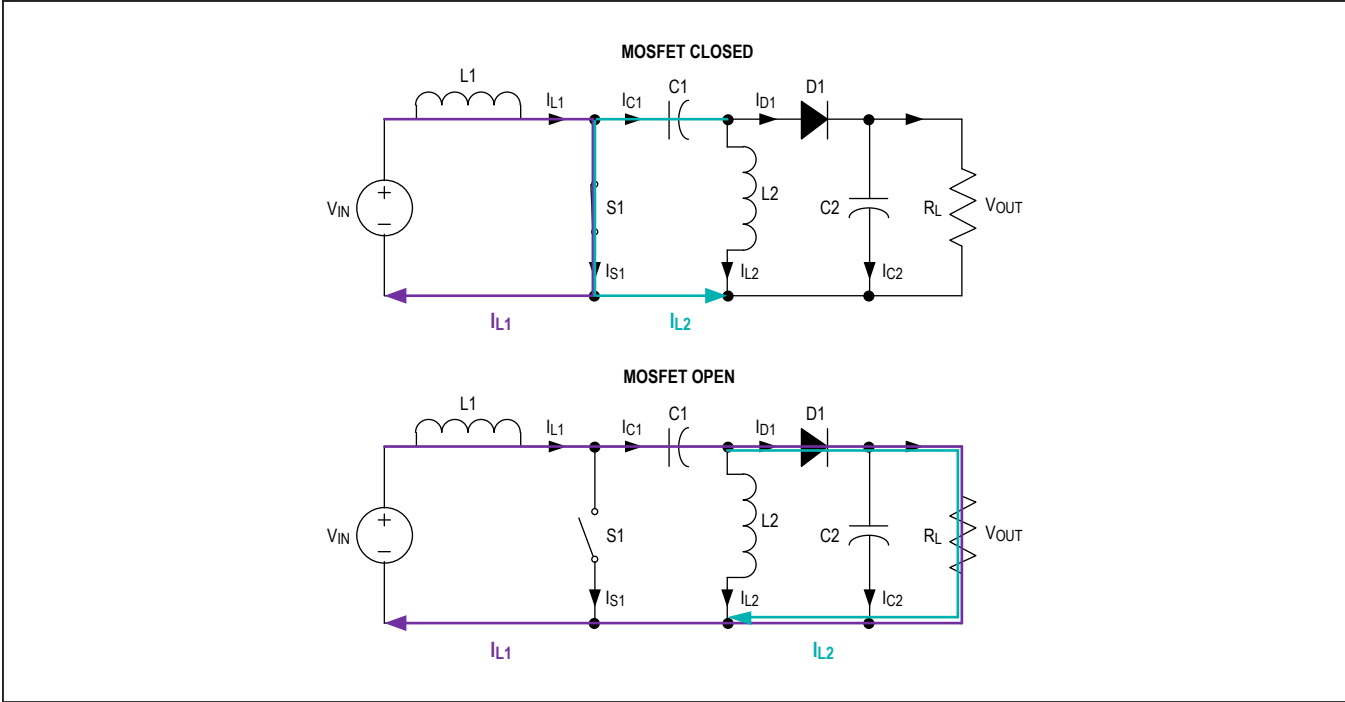 MOSFET CLOSED
L1
IL1
IC1
C1
ID1
D1
VIN
+
−
S1
L2
C2
RL
VOUT
IS1
IL2
IC2
IL1
IL2
MOSFET OPEN
L1
IL1
IC1
C1
ID1
D1
VIN
+
−
S1
L2
C2
RL
VOUT
IS1
IL2
IC2
IL1
IL2